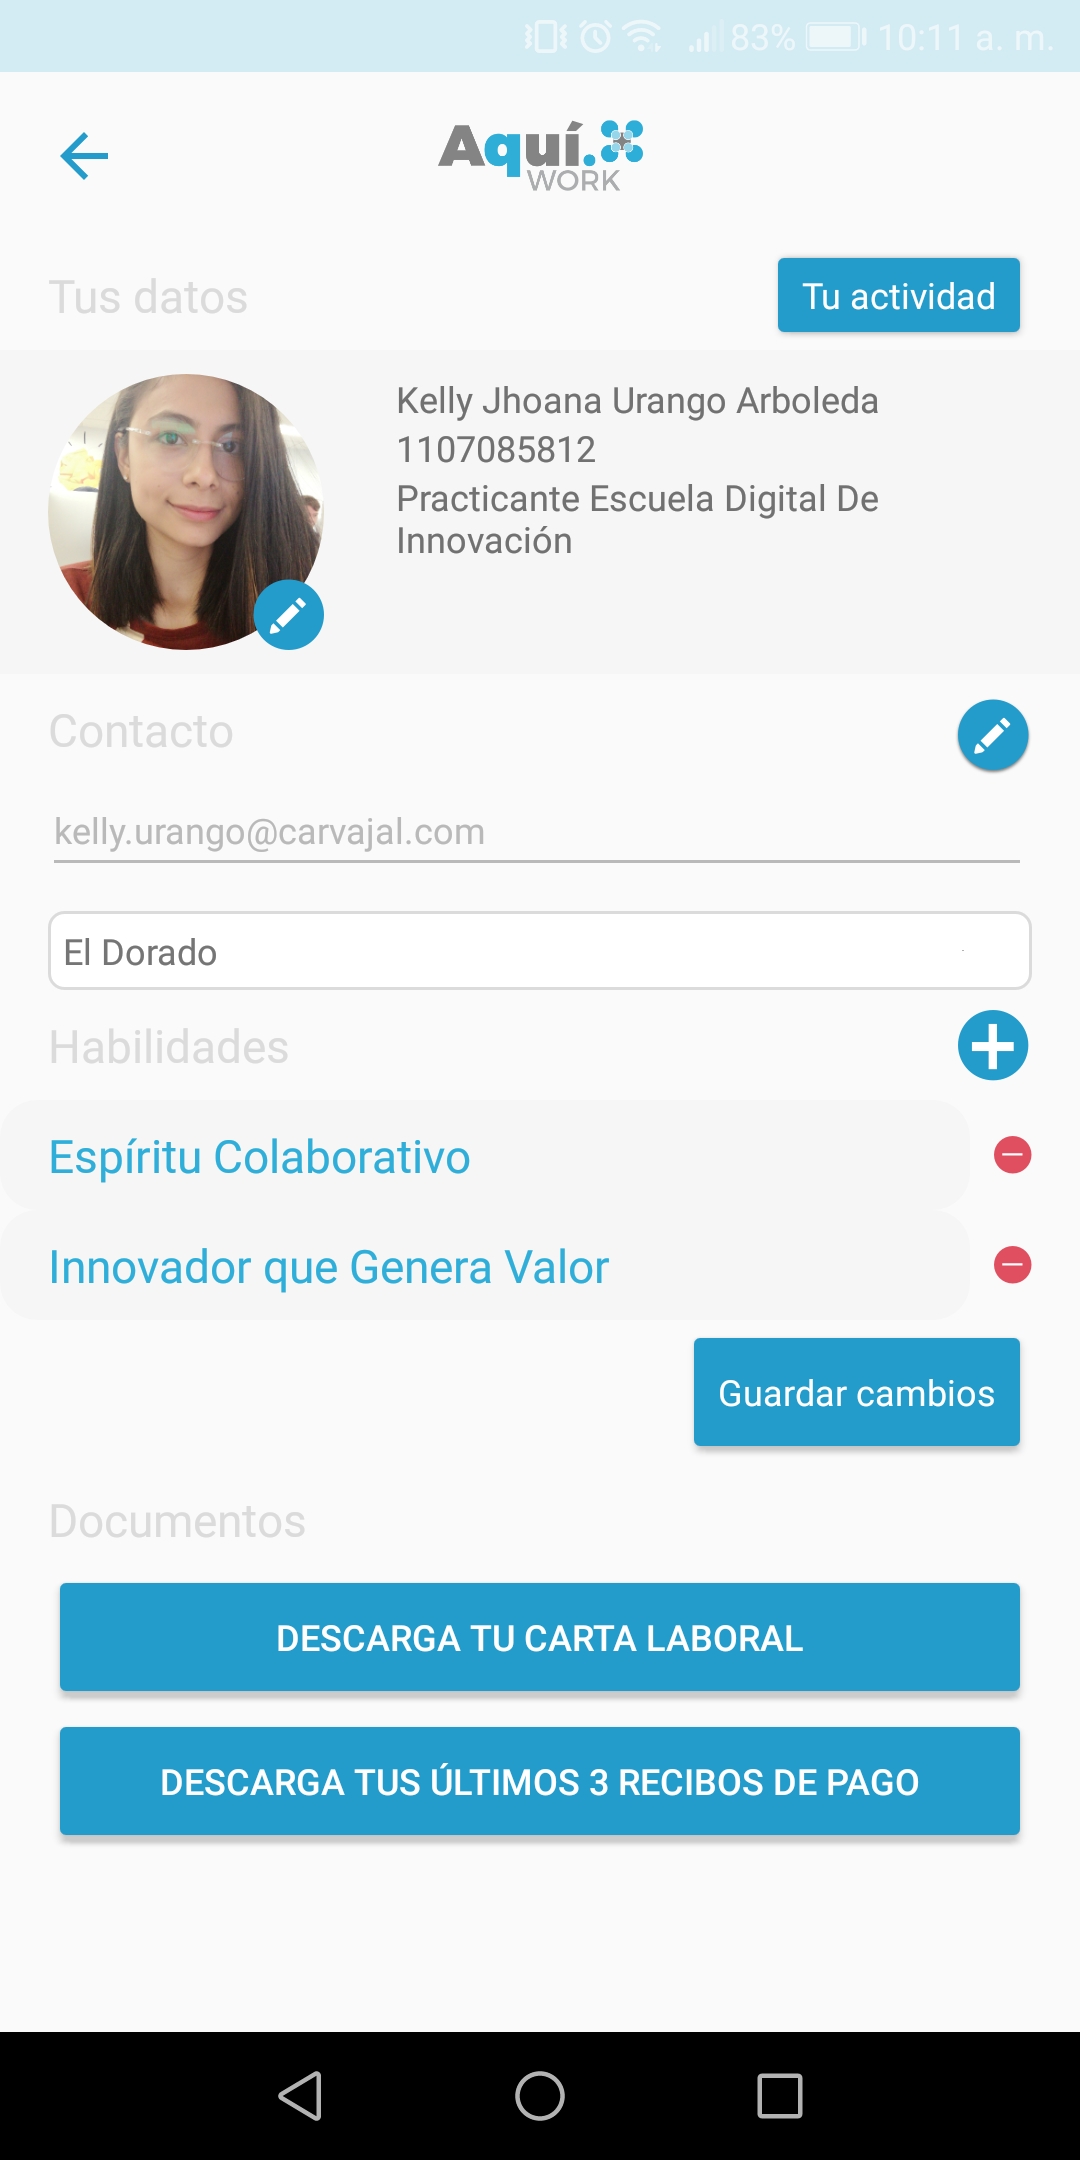 83% 10:11 a. m.
Aquí.
WORK
Tus datos
Tu actividad
Kelly Jhoana Urango Arboleda
1107085812
Practicante Escuela Digital De
Innovación
Contacto
kelly.urango@carvajal.com
El Dorado
Habilidades
Espíritu Colaborativo
Innovador que Genera Valor
Guardar cambios
Documentos
DESCARGA TU CARTA LABORAL
DESCARGA TUS ÚLTIMOS 3 RECIBOS DE PAGO